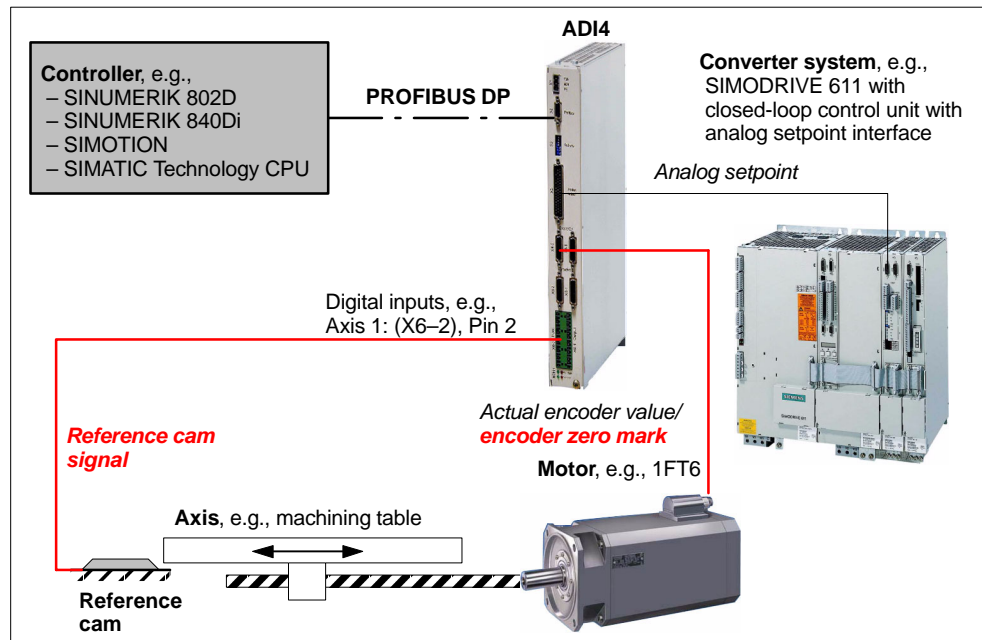 ADI4
Controller, e.g.,
– SINUMERIK 802D
– SINUMERIK 840Di
– SIMOTION
– SIMATIC Technology CPU
PROFIBUS DP
Converter system, e.g.,
SIMODRIVE 611 with
closed-loop control unit with
analog setpoint interface
Analog setpoint
Digital inputs, e.g.,
Axis 1: (X6–2), Pin 2
Reference cam
signal
Actual encoder value/
encoder zero mark
Motor, e.g., 1FT6
Axis, e.g., machining table
Reference
cam
SIEMENS